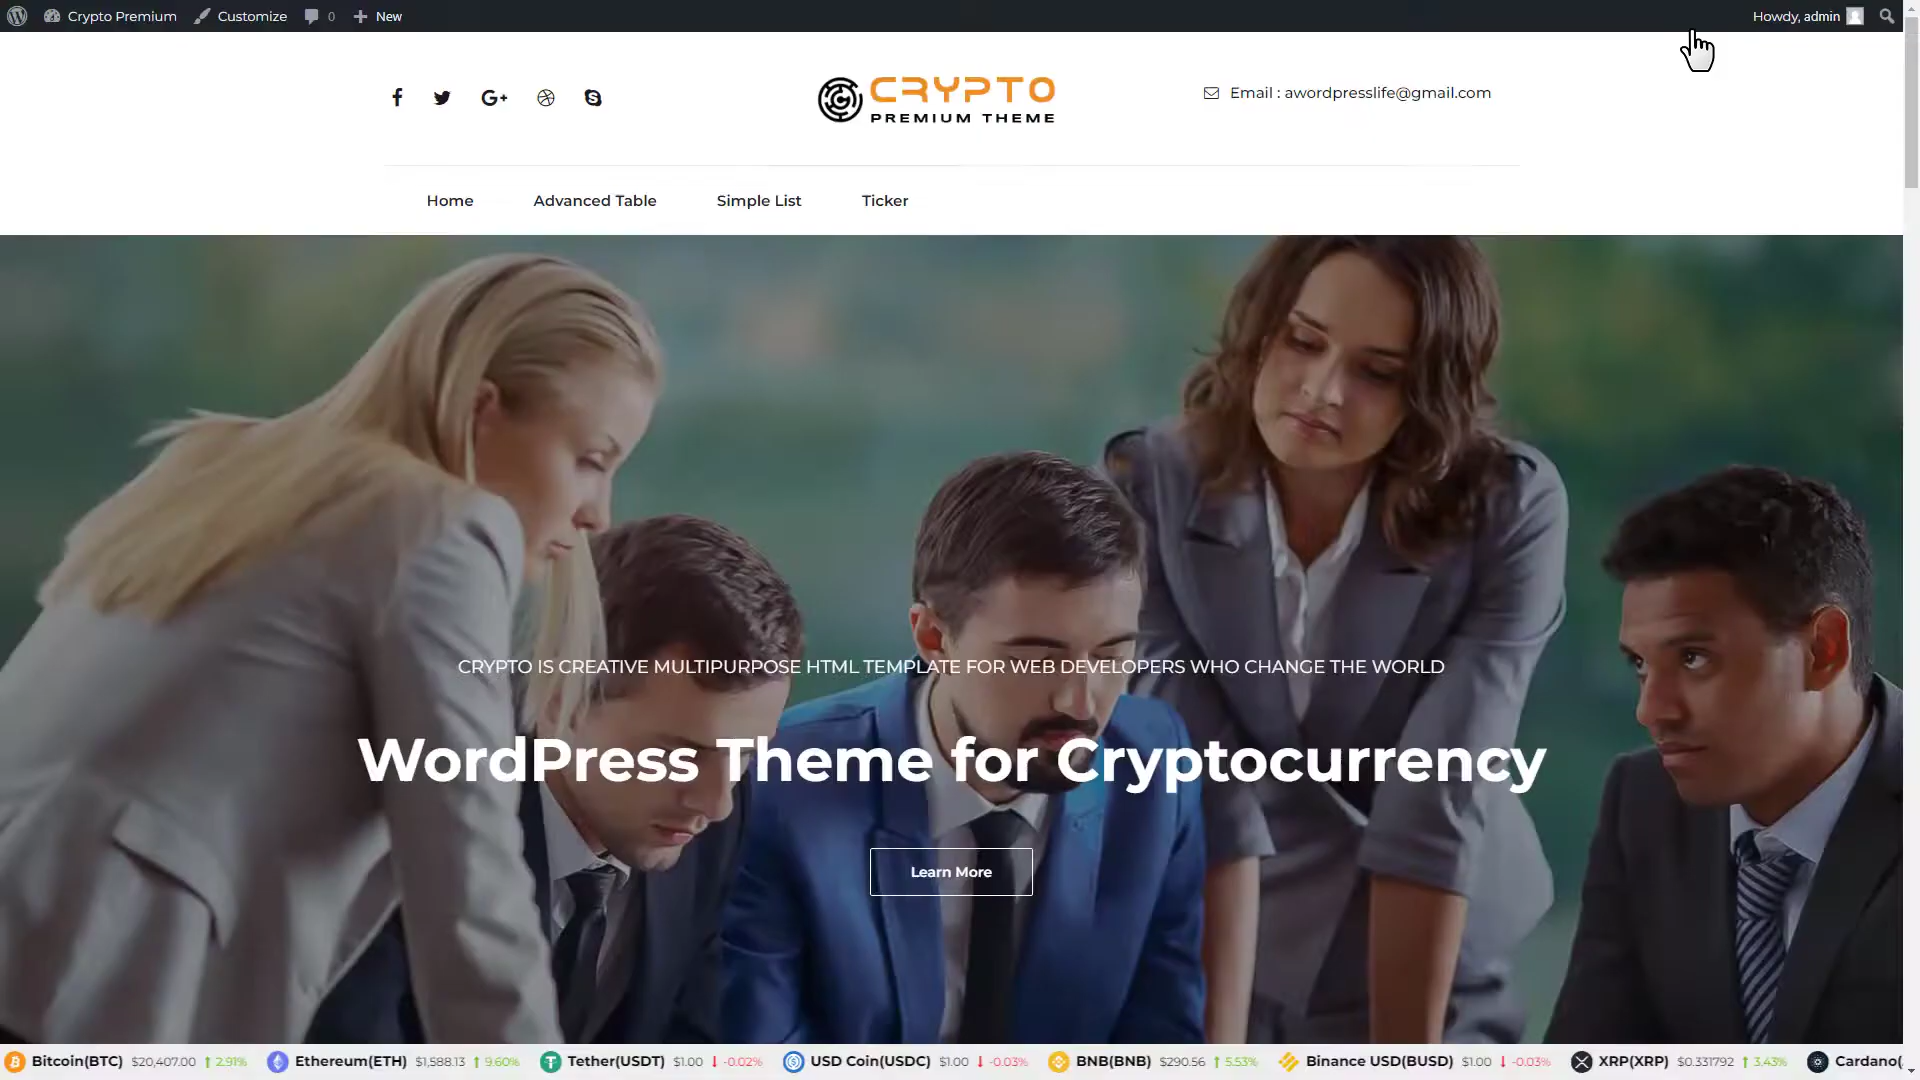 Crypto Premium Customize 0 New Howdy, admin
CRYPTO
PREMIUM THEME
Email : awordpresslife@gmail.com
Home Advanced Table Simple List Ticker
CRYPTO IS CREATIVE MULTIPURPOSE HTML TEMPLATE FOR WEB DEVELOPERS WHO CHANGE THE WORLD
WordPress Theme for Cryptocurrency
Learn More
Bitcoin(BTC) $20,407.00 ↑ 2.91% Ethereum(ETH) $1,588.13 ↑ 9.60% Tether(USDT) $1.00 ↓ -0.02% USD Coin(USDC) $1.00 ↓ -0.03% BNB(BNB) $290.56 ↑ 5.53% Binance USD(BUSD) $1.00 ↓ -0.03% XRP(XRP) $0.331792 ↑ 3.43% Cardano(